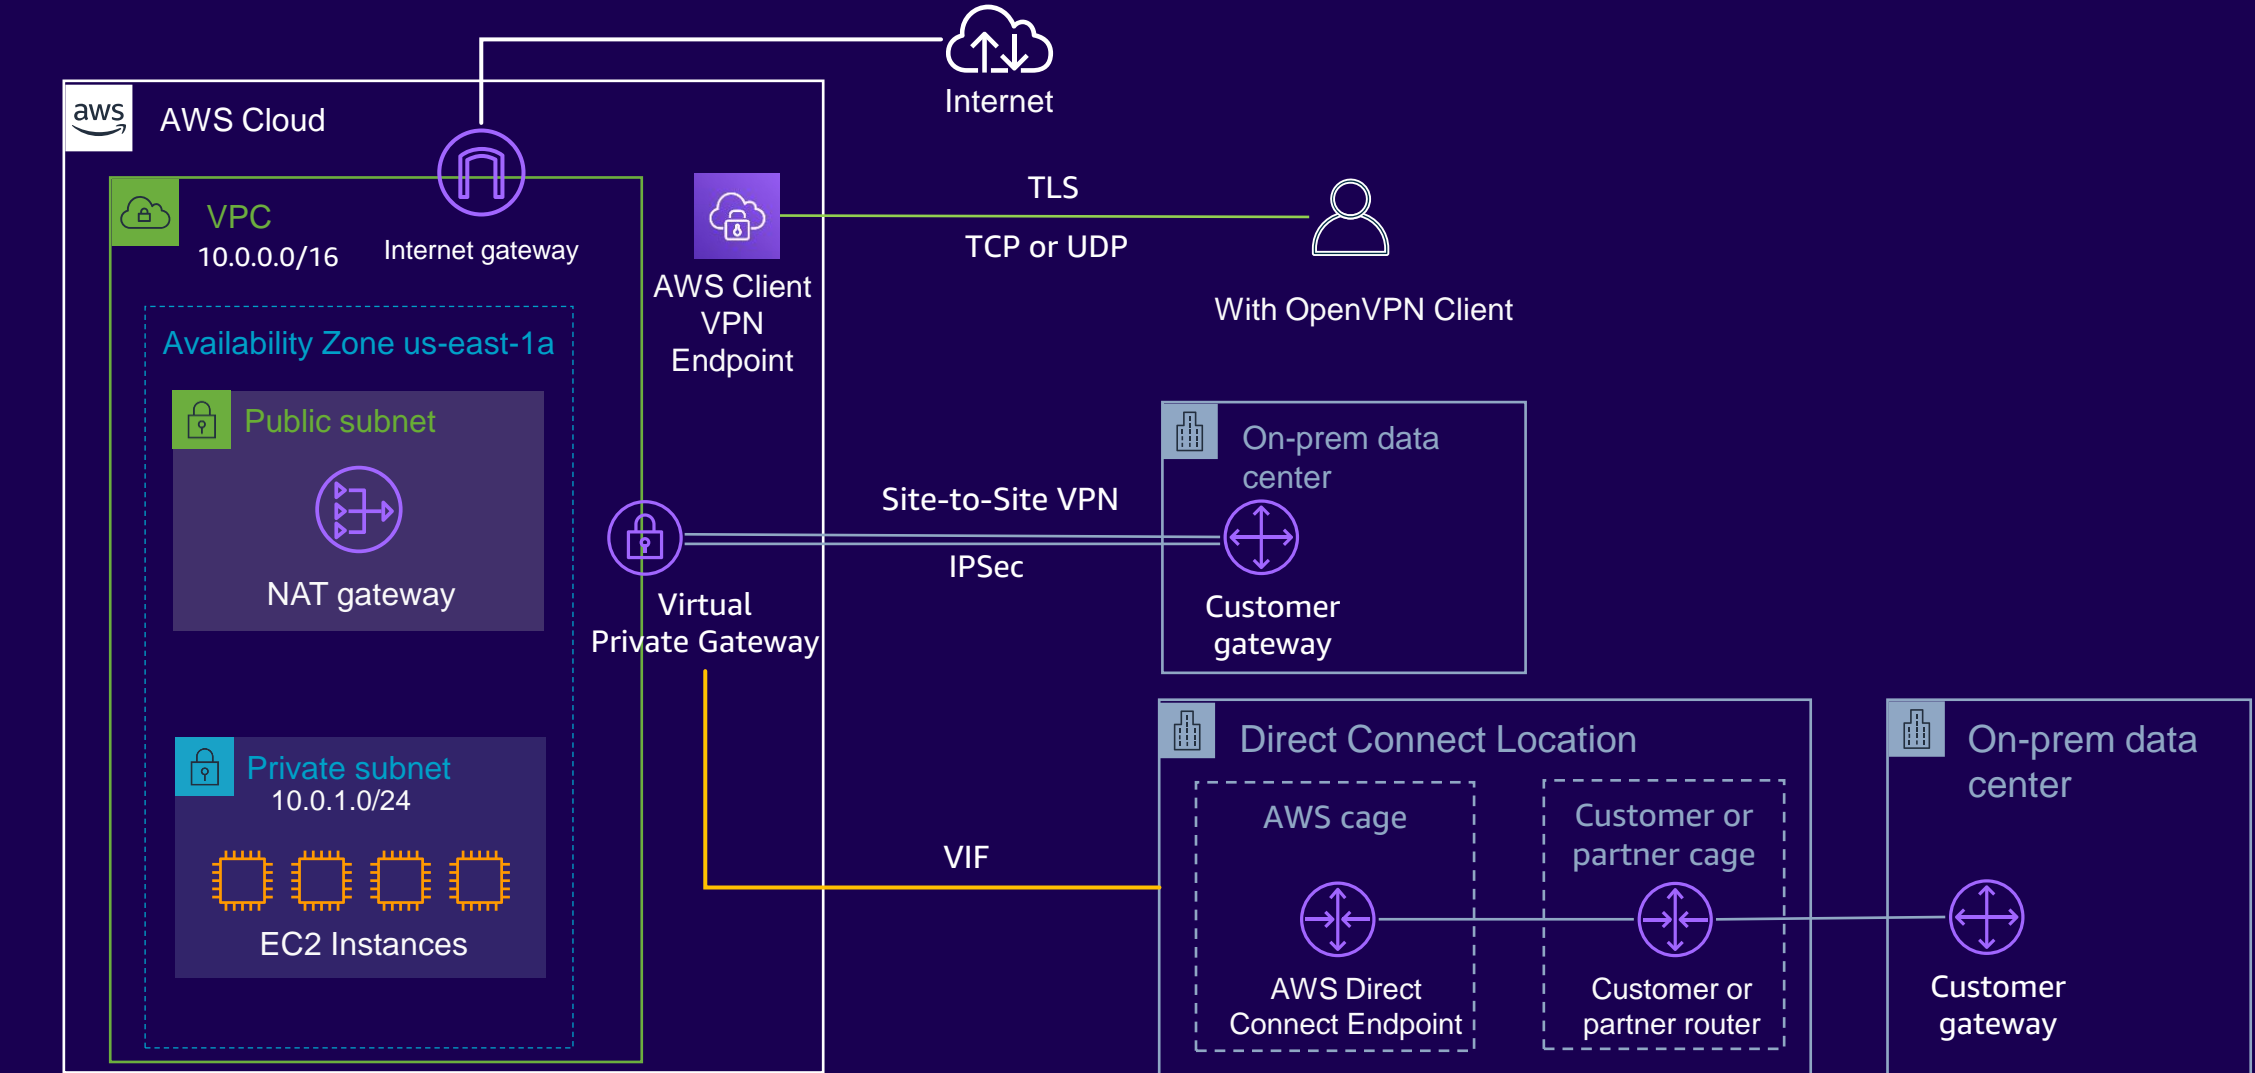 Internet
aws
AWS Cloud
VPC
10.0.0.0/16
Internet gateway
AWS Client
VPN
Endpoint
TLS
TCP or UDP
With OpenVPN Client
Availability Zone us-east-1a
Public subnet
NAT gateway
Virtual
Private Gateway
Site-to-Site VPN
IPSec
On-prem data
center
Customer
gateway
Private subnet
10.0.1.0/24
EC2 Instances
VIF
Direct Connect Location
AWS cage
AWS Direct
Connect Endpoint
Customer or
partner cage
Customer or
partner router
On-prem data
center
Customer
gateway